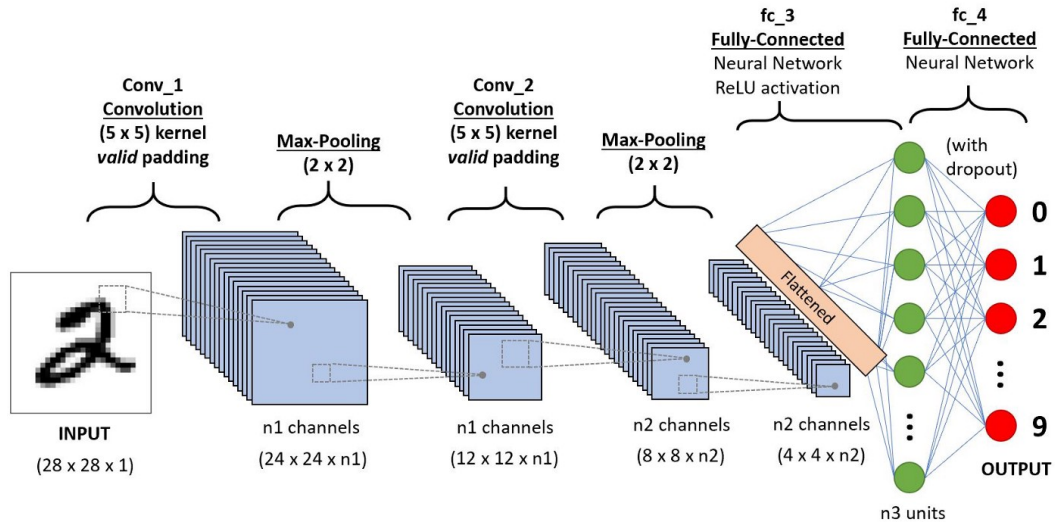 fc_3
Fully-Connected
Neural Network
ReLU activation
fc_4
Fully-Connected
Neural Network
Conv_1
Convolution
(5 x 5) kernel
valid padding
Max-Pooling
(2 x 2)
Conv_2
Convolution
(5 x 5) kernel
valid padding
Max-Pooling
(2 x 2)
(with
dropout)
2
Flattened
0
1
2
9
INPUT
(28 x 28 x 1)
n1 channels
(24 x 24 x n1)
n1 channels
(12 x 12 x n1)
n2 channels
(8 x 8 x n2)
n2 channels
(4 x 4 x n2)
OUTPUT
n3 units